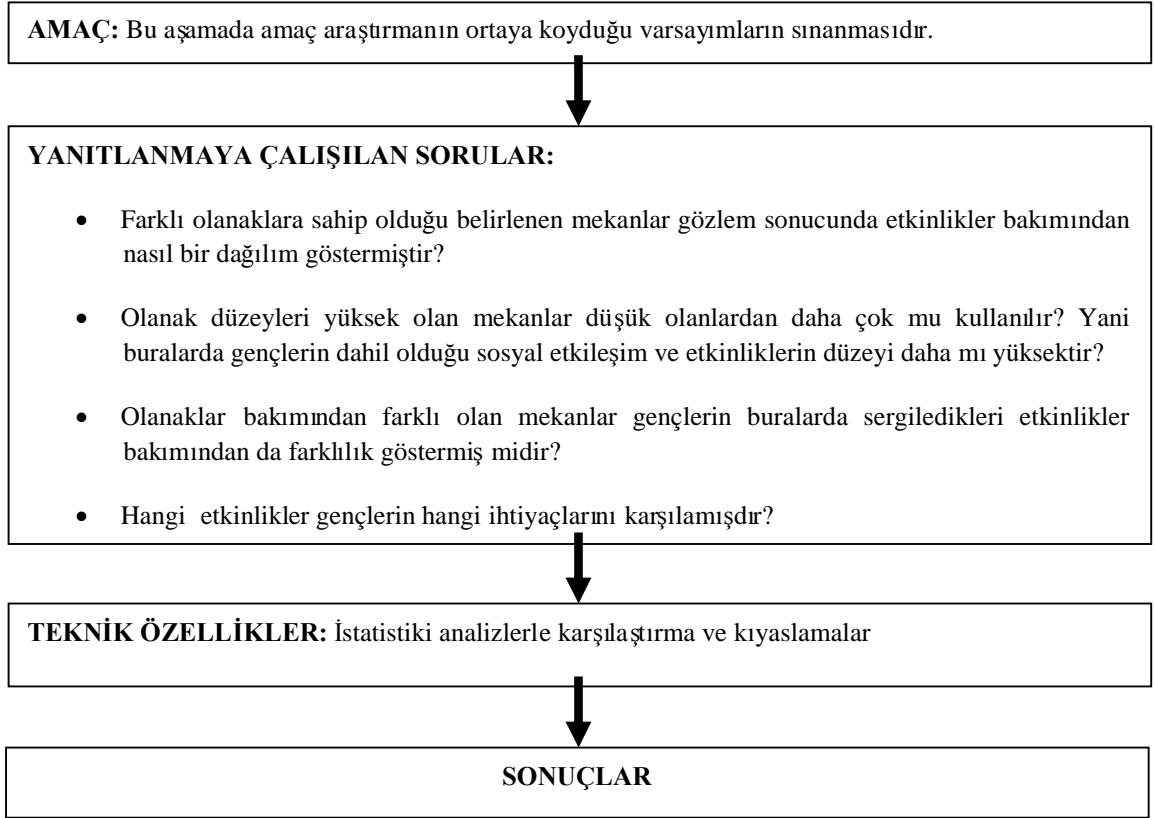 AMAÇ: Bu aşamada amaç araştırmanın ortaya koyduğu varsayımların sınanmasıdır.
YANITLANMAYA ÇALIŞILAN SORULAR:
• Farklı olanaklara sahip olduğu belirlenen mekanlar gözlem sonucunda etkinlikler bakımından
nasıl bir dağılım göstermiştir?
• Olanak düzeyleri yüksek olan mekanlar düşük olanlardan daha çok mu kullanılır? Yani
buralarda gençlerin dahil olduğu sosyal etkileşim ve etkinliklerin düzeyi daha mı yüksektir?
• Olanaklar bakımından farklı olan mekanlar gençlerin buralarda sergiledikleri etkinlikler
bakımından da farklılık göstermiş midir?
• Hangi etkinlikler gençlerin hangi ihtiyaçlarını karşılamışdır?
TEKNİK ÖZELLİKLER: İstatistiki analizlerle karşılaştırma ve kıyaslamalar
SONUÇLAR